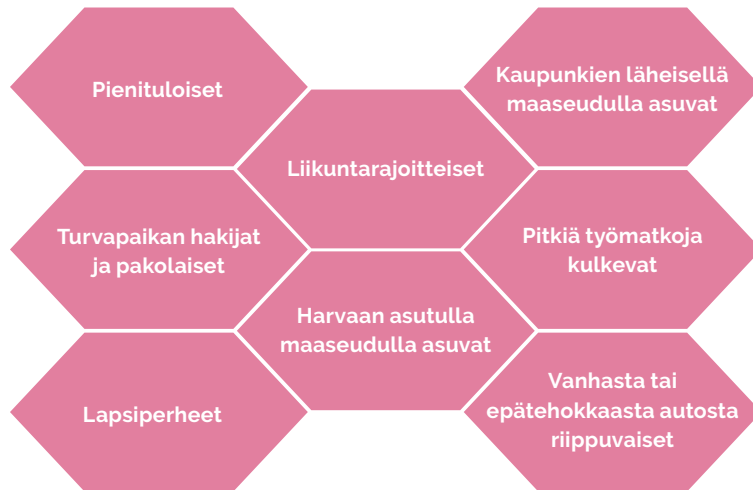 Pienituloiset
Kaupunkien läheisellä
maaseudulla asuvat
Liikuntarajoitteiset
Turvapaikan hakijat
ja pakolaiset
Pitkiä työmatkoja
kulkevat
Harvaan asutulla
maaseudulla asuvat
Lapsiperheet
Vanhasta tai
epätehokkaasta autosta
riippuvaiset